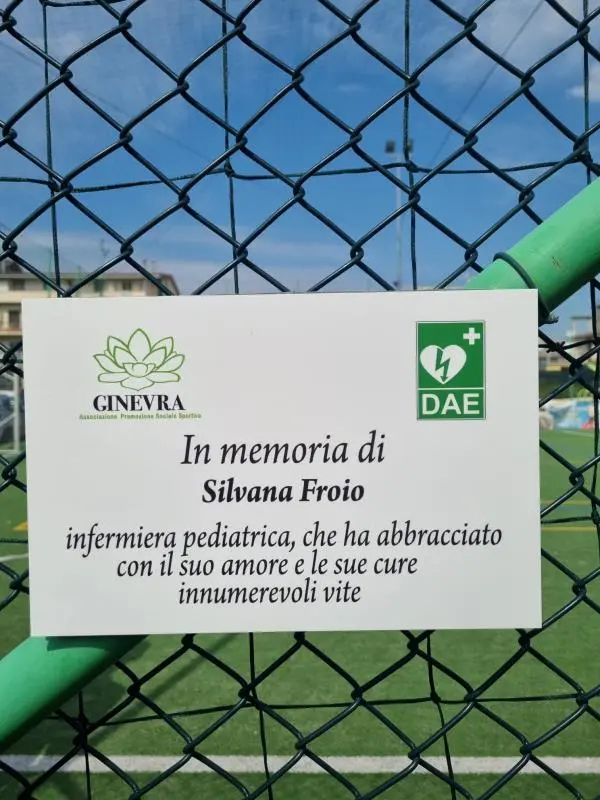 GINEVRA
Associazione Promozione Sociale Sportiva
DAE
In memoria di
Silvana Froio
infermiera pediatrica, che ha abbracciato
con il suo amore e le sue cure
innumerevoli vite